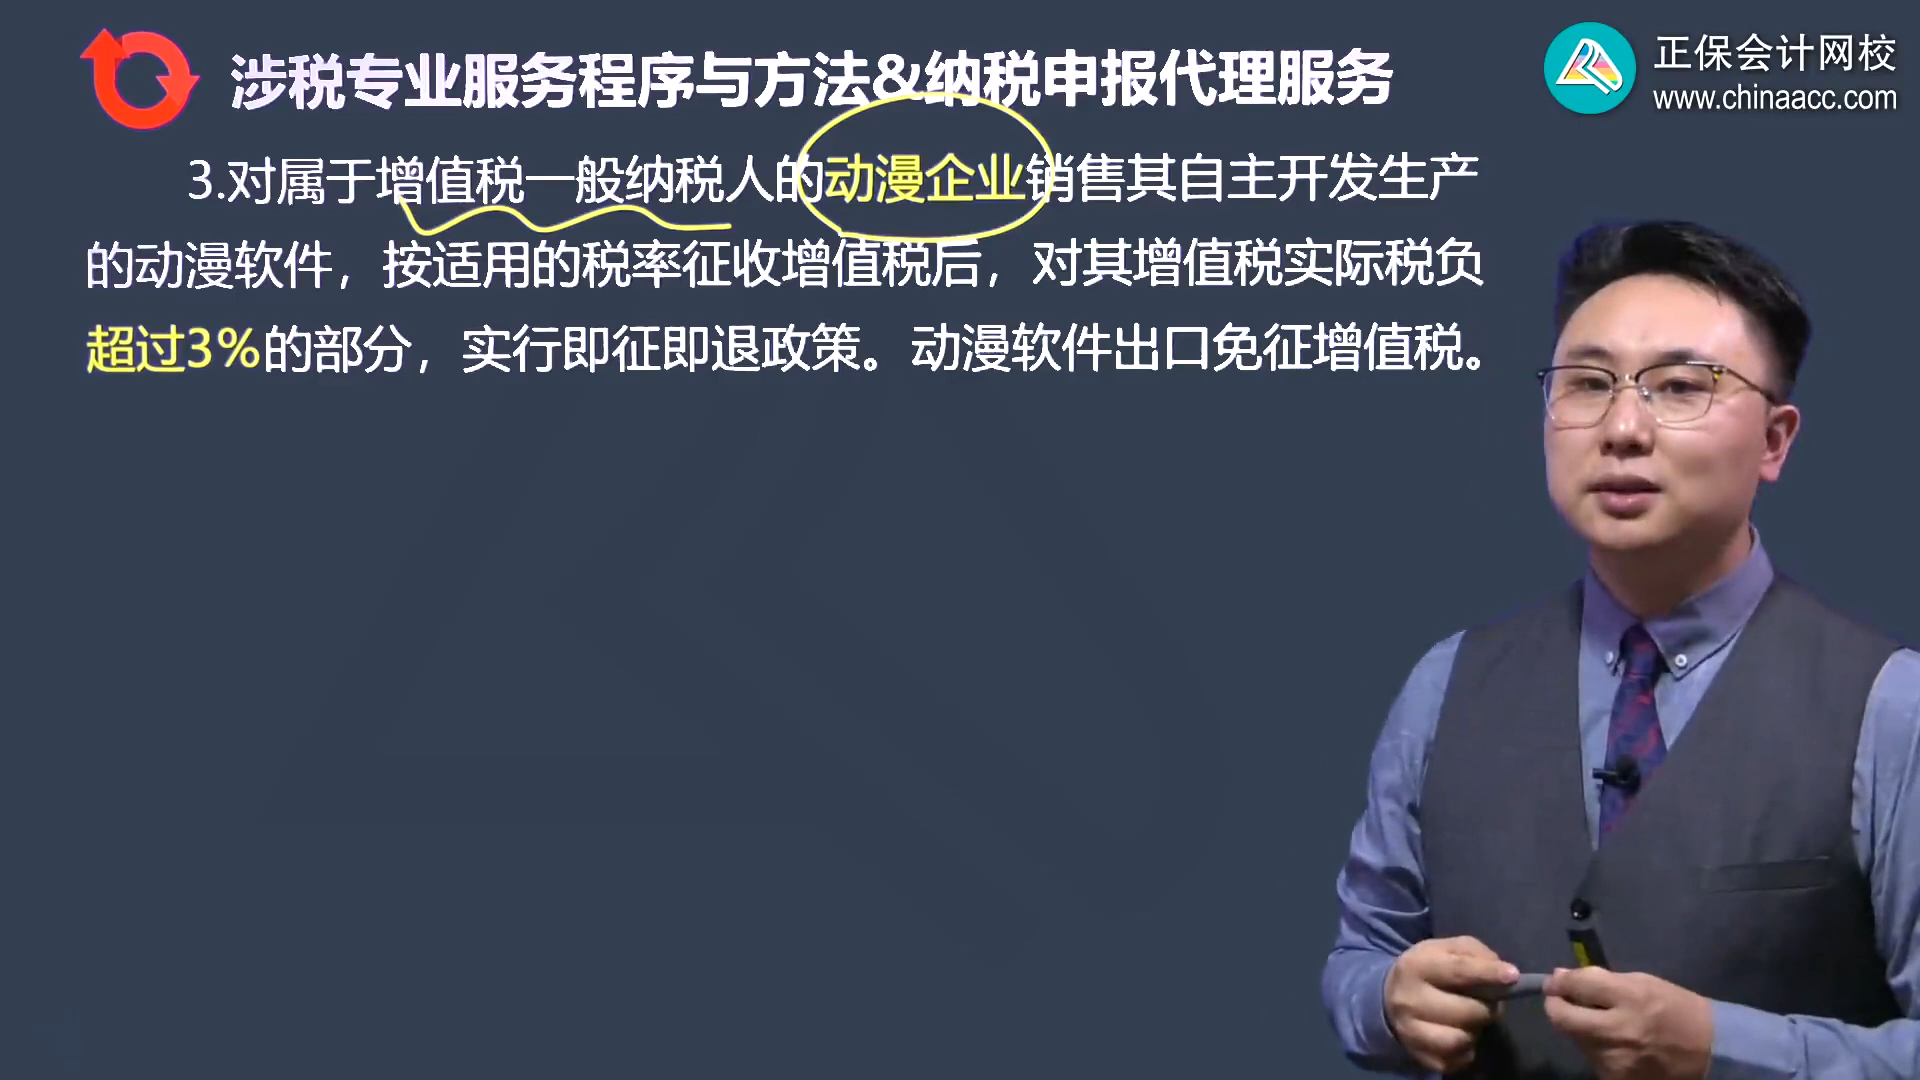 涉税专业服务程序与方法&纳税申报代理服务
正保会计网校
www.chinaacc.com
3.对属于增值税一般纳税人的动漫企业销售其自主开发生产
的动漫软件，按适用的税率征收增值税后，对其增值税实际税负
超过3%的部分，实行即征即退政策。动漫软件出口免征增值税。